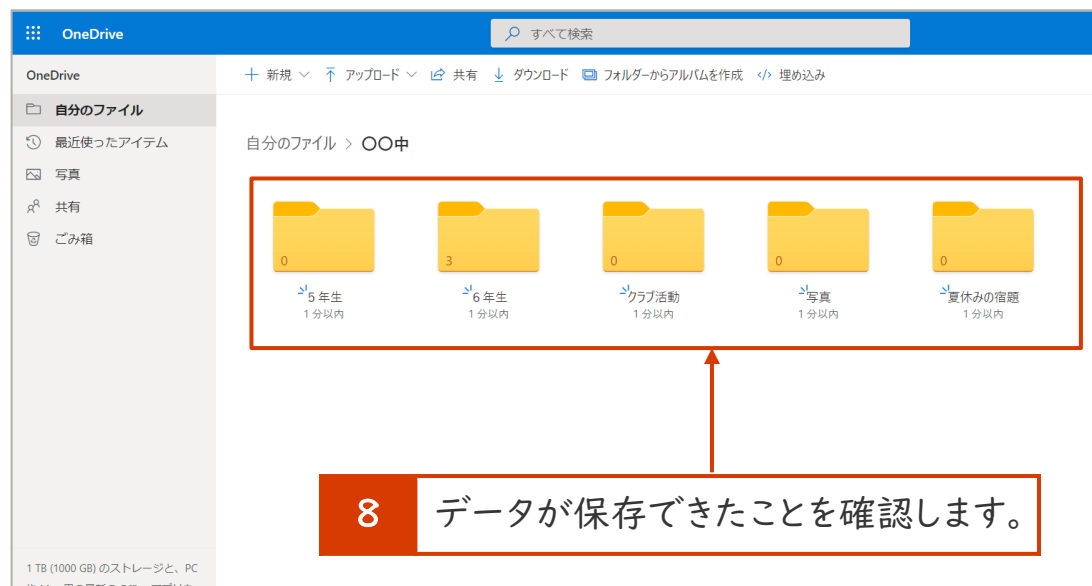 OneDrive
すべて検索
OneDrive
新規
アップロード
共有
ダウンロード
フォルダーからアルバムを作成
埋め込み
自分のファイル
最近使ったアイテム
写真
共有
ごみ箱
自分のファイル > 〇〇中
0
3
0
0
0
5年生
6年生
クラブ活動
写真
夏休みの宿題
1 分以内
1 分以内
1 分以内
1 分以内
1 分以内
8
データが保存できたことを確認します。
1 TB (1000 GB) のストレージと、PC